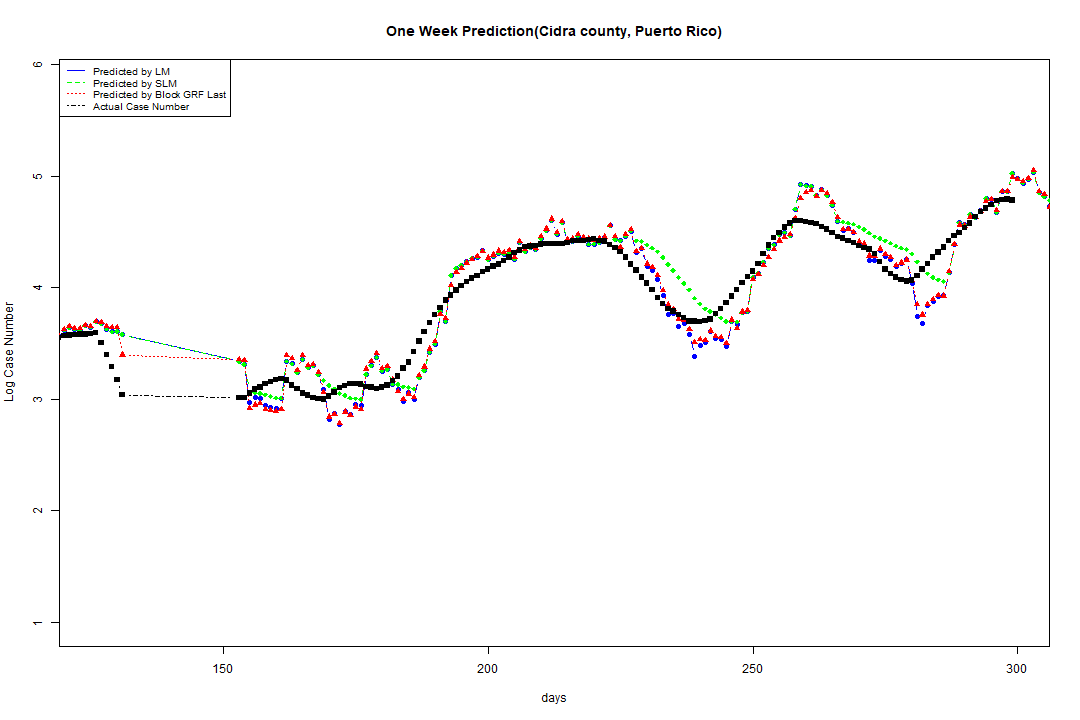 One Week Prediction(Cidra county, Puerto Rico)
6
Predicted by LM
Predicted by SLM
Predicted by Block GRF Last
Actual Case Number
5
4
3
2
1
Log Case Number
150
200
250
300
days